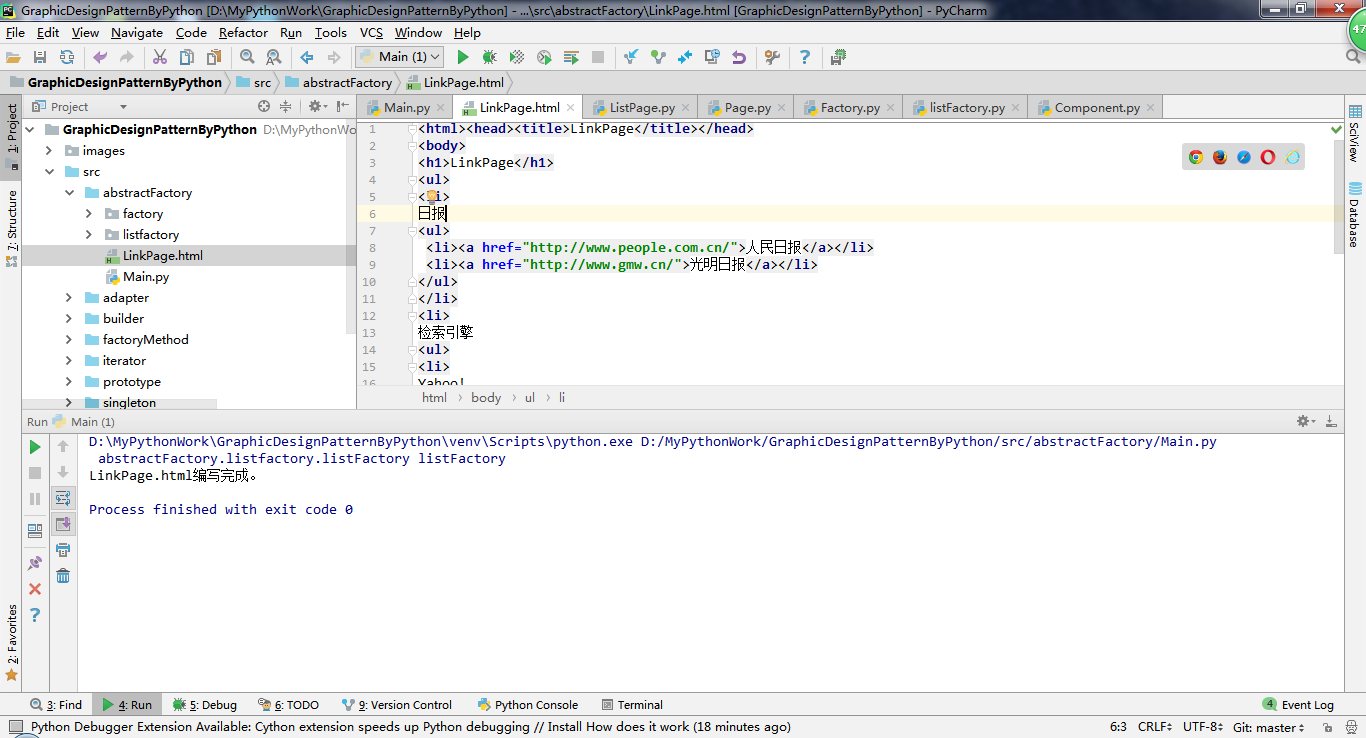 GraphicDesignPatternByPython [D:\MyPythonWork\GraphicDesignPatternByPython] - ...\src\abstractFactory\LinkPage.html [GraphicDesignPatternByPython] - PyCharm
File Edit View Navigate Code Refactor Run Tools VCS Window Help
47
Main (1)
GraphicDesignPatternByPython src abstractFactory LinkPage.html
Project
Main.py LinkPage.html ListPage.py Page.py Factory.py listFactory.py Component.py
1: Project
7: Structure
2: Favorites
GraphicDesignPatternByPython D:\MyPythonWo
images
src
abstractFactory
factory
listfactory
LinkPage.html
Main.py
adapter
builder
factoryMethod
iterator
prototype
singleton
1 <html><head><title>LinkPage</title></head>
2 <body>
3 <h1>LinkPage</h1>
4 <ul>
5 <li>
6 日报
7 <ul>
8 <li><a href="http://www.people.com.cn/">人民日报</a></li>
9 <li><a href="http://www.gmw.cn/">光明日报</a></li>
10 </ul>
11 </li>
12 <li>
13 检索引擎
14 <ul>
15 <li>
16 Yahoo!
html body ul li
SciView
Database
Run Main (1)
D:\MyPythonWork\GraphicDesignPatternByPython\venv\Scripts\python.exe D:/MyPythonWork/GraphicDesignPatternByPython/src/abstractFactory/Main.py
abstractFactory.listfactory.listFactory listFactory
LinkPage.html编写完成。
Process finished with exit code 0
3: Find 4: Run 5: Debug 6: TODO 9: Version Control Python Console Terminal 4 Event Log
Python Debugger Extension Available: Cython extension speeds up Python debugging // Install How does it work (18 minutes ago) 6:3 CRLF UTF-8 Git: master